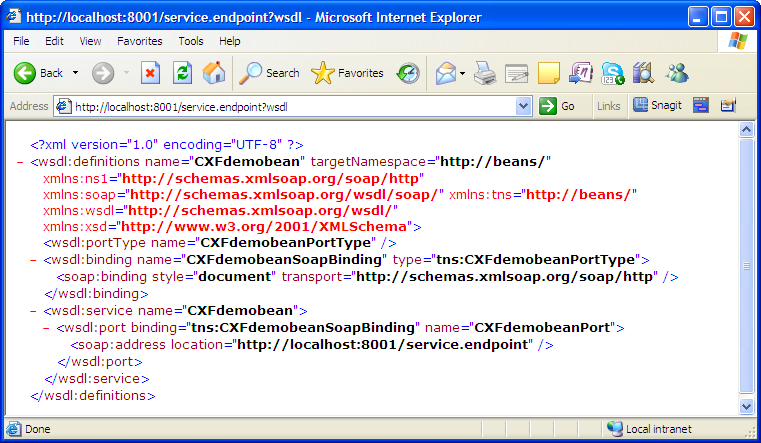 http://localhost:8001/service.endpoint?wsdl - Microsoft Internet Explorer
File Edit View Favorites Tools Help
Back Search Favorites
Address http://localhost:8001/service.endpoint?wsdl Go Links Snagit
<?xml version="1.0" encoding="UTF-8" ?>
- <wsdl:definitions name="CXFdemobean" targetNamespace="http://beans/"
xmlns:ns1="http://schemas.xmlsoap.org/soap/http"
xmlns:soap="http://schemas.xmlsoap.org/wsdl/soap/" xmlns:tns="http://beans/"
xmlns:wsdl="http://schemas.xmlsoap.org/wsdl/"
xmlns:xsd="http://www.w3.org/2001/XMLSchema">
<wsdl:portType name="CXFdemobeanPortType" />
- <wsdl:binding name="CXFdemobeanSoapBinding" type="tns:CXFdemobeanPortType">
<soap:binding style="document" transport="http://schemas.xmlsoap.org/soap/http" />
</wsdl:binding>
- <wsdl:service name="CXFdemobean">
- <wsdl:port binding="tns:CXFdemobeanSoapBinding" name="CXFdemobeanPort">
<soap:address location="http://localhost:8001/service.endpoint" />
</wsdl:port>
</wsdl:service>
</wsdl:definitions>
Done Local intranet